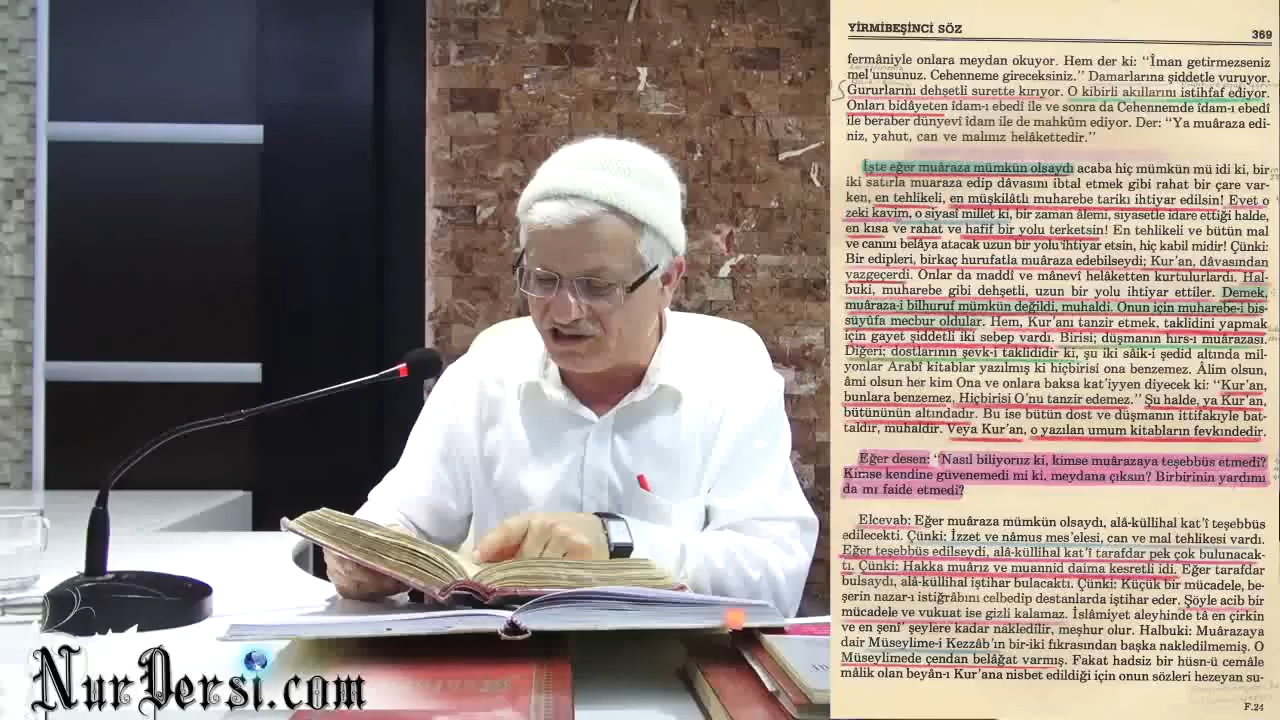 YİRMİBEŞİNCİ SÖZ
369
fermâniyle onlara meydan okuyor. Hem der ki: "Îman getirmezseniz
mel'unsunuz. Cehenneme gireceksiniz." Damarlarına şiddetle vuruyor.
Gururlarını dehşetli surette kırıyor. O kibirli akıllarını istihfaf ediyor.
Onları bidâyeten îdam-ı ebedî ile ve sonra da Cehennemde îdam-ı ebedî
ile beraber dünyevî îdam ile de mahkûm ediyor. Der: "Ya muâraza edi-
niz, yahut, can ve malınız helâkettedir."
İşte eğer muâraza mümkün olsaydı acaba hiç mümkün mü idi ki, bir
iki satırla muaraza edip dâvasını ibtal etmek gibi rahat bir çare var-
ken, en tehlikeli, en müşkilâtlı muharebe tarîkı ihtiyar edilsin! Evet o
zeki kavim, o siyasî millet ki, bir zaman âlemi, siyasetle idare ettiği halde,
en kısa ve rahat ve hafif bir yolu terketsin! En tehlikeli ve bütün mal
ve canını belâya atacak uzun bir yolu ihtiyar etsin, hiç kabil midir! Çünki:
Bir edipleri, birkaç hurufatla muâraza edebilseydi; Kur'an, dâvasından
vazgeçerdi. Onlar da maddî ve mânevî helâketten kurtulurlardı. Hal-
buki, muharebe gibi dehşetli, uzun bir yolu ihtiyar ettiler. Demek,
muâraza-i bilhuruf mümkün değildi, muhaldi. Onun için muharebe-i bis-
süyûfa mecbur oldular. Hem, Kur'anı tanzir etmek, taklidini yapmak
için gayet şiddetli iki sebep vardı. Birisi; düşmanın hırs-ı muârazası.
Diğeri; dostlarının şevk-i taklididir ki, şu iki sâik-i şedid altında mil-
yonlar Arabî kitablar yazılmış ki hiçbirisi ona benzemez. Âlim olsun,
âmi olsun her kim Ona ve onlara baksa kat'iyyen diyecek ki: "Kur'an,
bunlara benzemez, Hiçbirisi O'nu tanzir edemez." Şu halde, ya Kur'an,
bütününün altındadır. Bu ise bütün dost ve düşmanın ittifakıyle bat-
taldır, muhaldir. Veya Kur'an, o yazılan umum kitabların fevkındedir.
Eğer desen: "Nasıl biliyoruz ki, kimse muârazaya teşebbüs etmedi?
Kimse kendine güvenemedi mi ki, meydana çıksın? Birbirinin yardımı
da mı faide etmedi?
Elcevab: Eğer muâraza mümkün olsaydı, alâ-küllihal kat'î teşebbüs
edilecekti. Çünki: İzzet ve nâmus mes'elesi, can ve mal tehlikesi vardı.
Eğer teşebbüs edilseydi, alâ-küllihal kat'î tarafdar pek çok bulunacak-
tı. Çünki: Hakka muârız ve muannid daima kesretli idi. Eğer tarafdar
bulsaydı, alâ-küllihal iştihar bulacaktı. Çünki: Küçük bir mücadele, be-
şerin nazar-ı istiğrâbını celbedip destanlarda iştihar eder. Şöyle acib bir
mücadele ve vukuat ise gizli kalamaz. İslâmiyet aleyhinde tâ en çirkin
ve en şenî' şeylere kadar nakledilir, meşhur olur. Halbuki: Muârazaya
dair Müseylime-i Kezzâb'ın bir-iki fıkrasından başka nakledilmemiş. O
Müseylimede çendan belâğat varmış. Fakat hadsiz bir hüsn-ü cemâle
mâlik olan beyân-ı Kur'ana nisbet edildiği için onun sözleri hezeyan su-
F.24
NurDersi.com